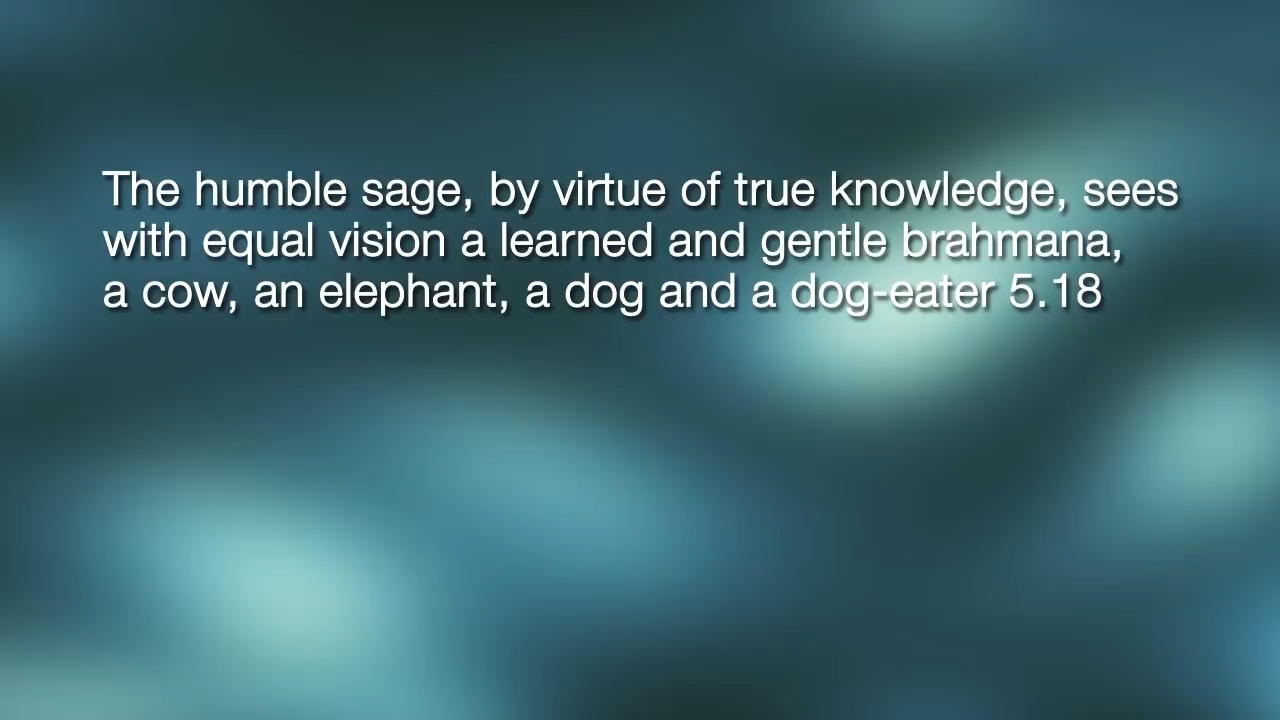 The humble sage, by virtue of true knowledge, sees
with equal vision a learned and gentle brahmana,
a cow, an elephant, a dog and a dog-eater 5.18